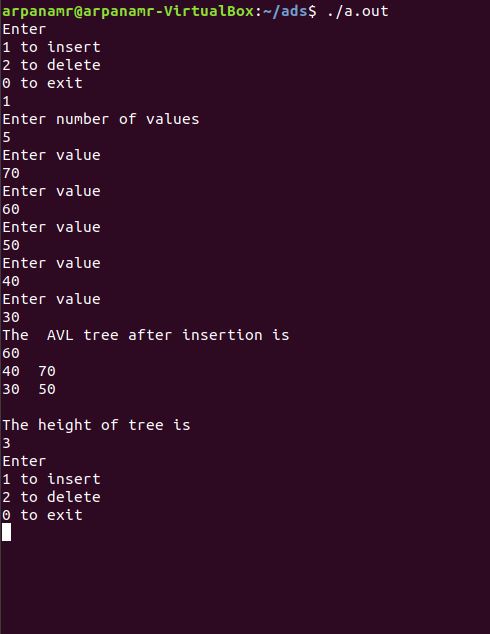 arpanamr@arpanamr-VirtualBox:~/ads$ ./a.out
Enter
1 to insert
2 to delete
0 to exit
1
Enter number of values
5
Enter value
70
Enter value
60
Enter value
50
Enter value
40
Enter value
30
The  AVL tree after insertion is
60
40  70
30  50

The height of tree is
3
Enter
1 to insert
2 to delete
0 to exit